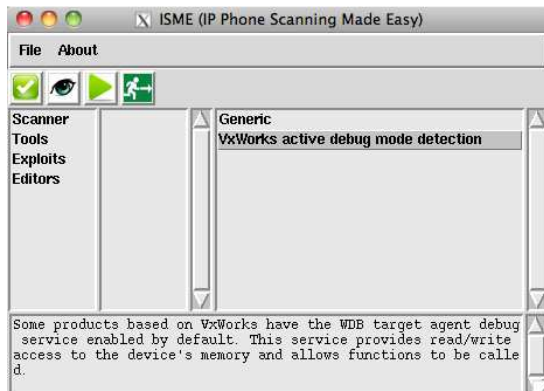 ISME (IP Phone Scanning Made Easy)
File About
Scanner
Tools
Exploits
Editors
Generic
VxWorks active debug mode detection
Some products based on VxWorks have the WDB target agent debug
service enabled by default. This service provides read/write
access to the device's memory and allows functions to be calle
d.